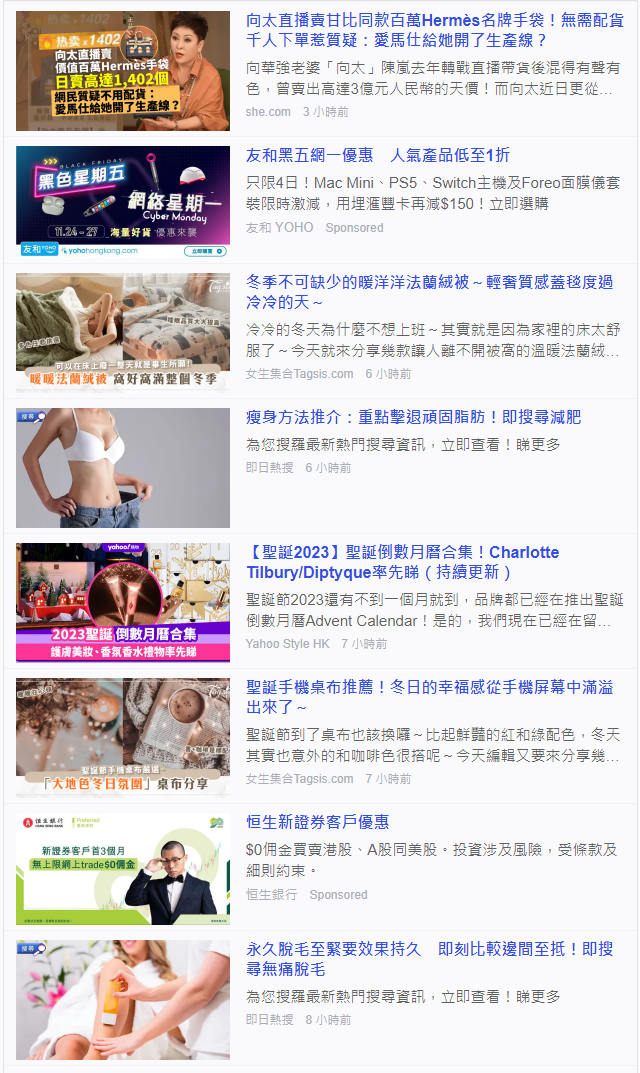 熱賣 x 1402
向太直播賣
價值百萬Hermès手袋
日賣高達1,402個
網民質疑不用配貨：
愛馬仕給她開了生產線？
向太直播賣甘比同款百萬Hermès名牌手袋！無需配貨
千人下單惹質疑：愛馬仕給她開了生產線？
向華強老婆「向太」陳嵐去年轉戰直播帶貨後混得有聲有
色，曾賣出高達3億元人民幣的天價！而向太近日更從…
she.com 3 小時前
BLACK FRIDAY
黑色星期五
網絡星期一
Cyber Monday
11.24 - 27 海量好貨 優惠來襲
友和 YOHO yohohongkong.com 立即購買
友和黑五網一優惠 人氣產品低至1折
只限4日！Mac Mini、PS5、Switch主機及Foreo面膜儀套
裝限時激減，用埋滙豐卡再減$150！立即選購
友和 YOHO Sponsored
可以在床上廢一整天就是畢生所願！
暖暖法蘭絨被 窩好窩滿整個冬季
冬季不可缺少的暖洋洋法蘭絨被～輕奢質感蓋毯度過
冷冷的天～
冷冷的冬天為什麼不想上班～其實就是因為家裡的床太舒
服了～今天就來分享幾款讓人離不開被窩的溫暖法蘭絨…
女生集合Tagsis.com 6 小時前
搜尋
瘦身方法推介：重點擊退頑固脂肪！即搜尋減肥
為您搜羅最新熱門搜尋資訊，立即查看！睇更多
即日熱搜 6 小時前
yahoo!
2023聖誕 倒數月曆合集
護膚美妝、香氛香水禮物率先睇
【聖誕2023】聖誕倒數月曆合集！Charlotte
Tilbury/Diptyque率先睇（持續更新）
聖誕節2023還有不到一個月就到，品牌都已經在推出聖誕
倒數月曆Advent Calendar！是的，我們現在已經在留…
Yahoo Style HK 7 小時前
聖誕節手機桌布嚴選
「大地色冬日氛圍」桌布分享
聖誕手機桌布推薦！冬日的幸福感從手機屏幕中滿溢
出來了～
聖誕節到了桌布也該換囉～比起鮮豔的紅和綠配色，冬天
其實也意外的和咖啡色很搭呢～今天編輯又要來分享幾…
女生集合Tagsis.com 7 小時前
恒生銀行 Preferred
HANG SENG BANK
新證券客戶首3個月
無上限網上trade$0佣金
恒生新證券客戶優惠
$0佣金買賣港股、A股同美股。投資涉及風險，受條款及
細則約束。
恒生銀行 Sponsored
搜尋
永久脫毛至緊要效果持久 即刻比較邊間至抵！即搜
尋無痛脫毛
為您搜羅最新熱門搜尋資訊，立即查看！睇更多
即日熱搜 8 小時前